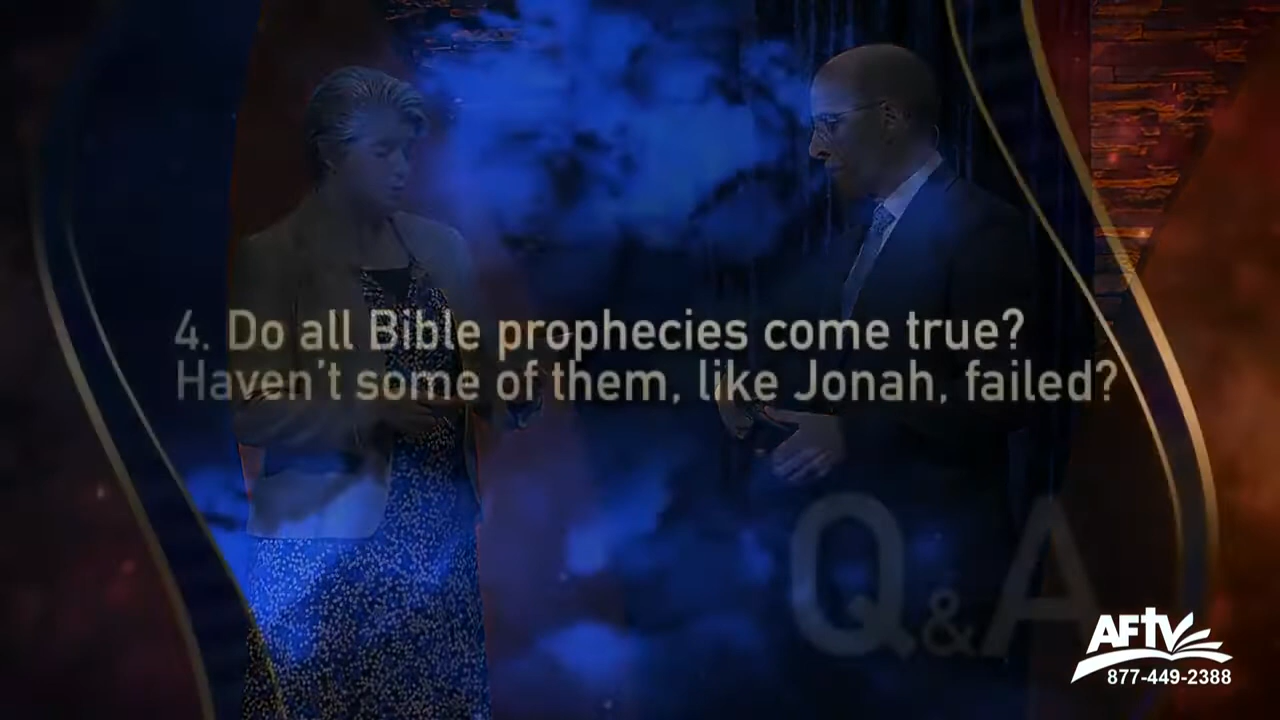 4. Do all Bible prophecies come true?
Haven't some of them, like Jonah, failed?
Q&A
AFTV
877-449-2388